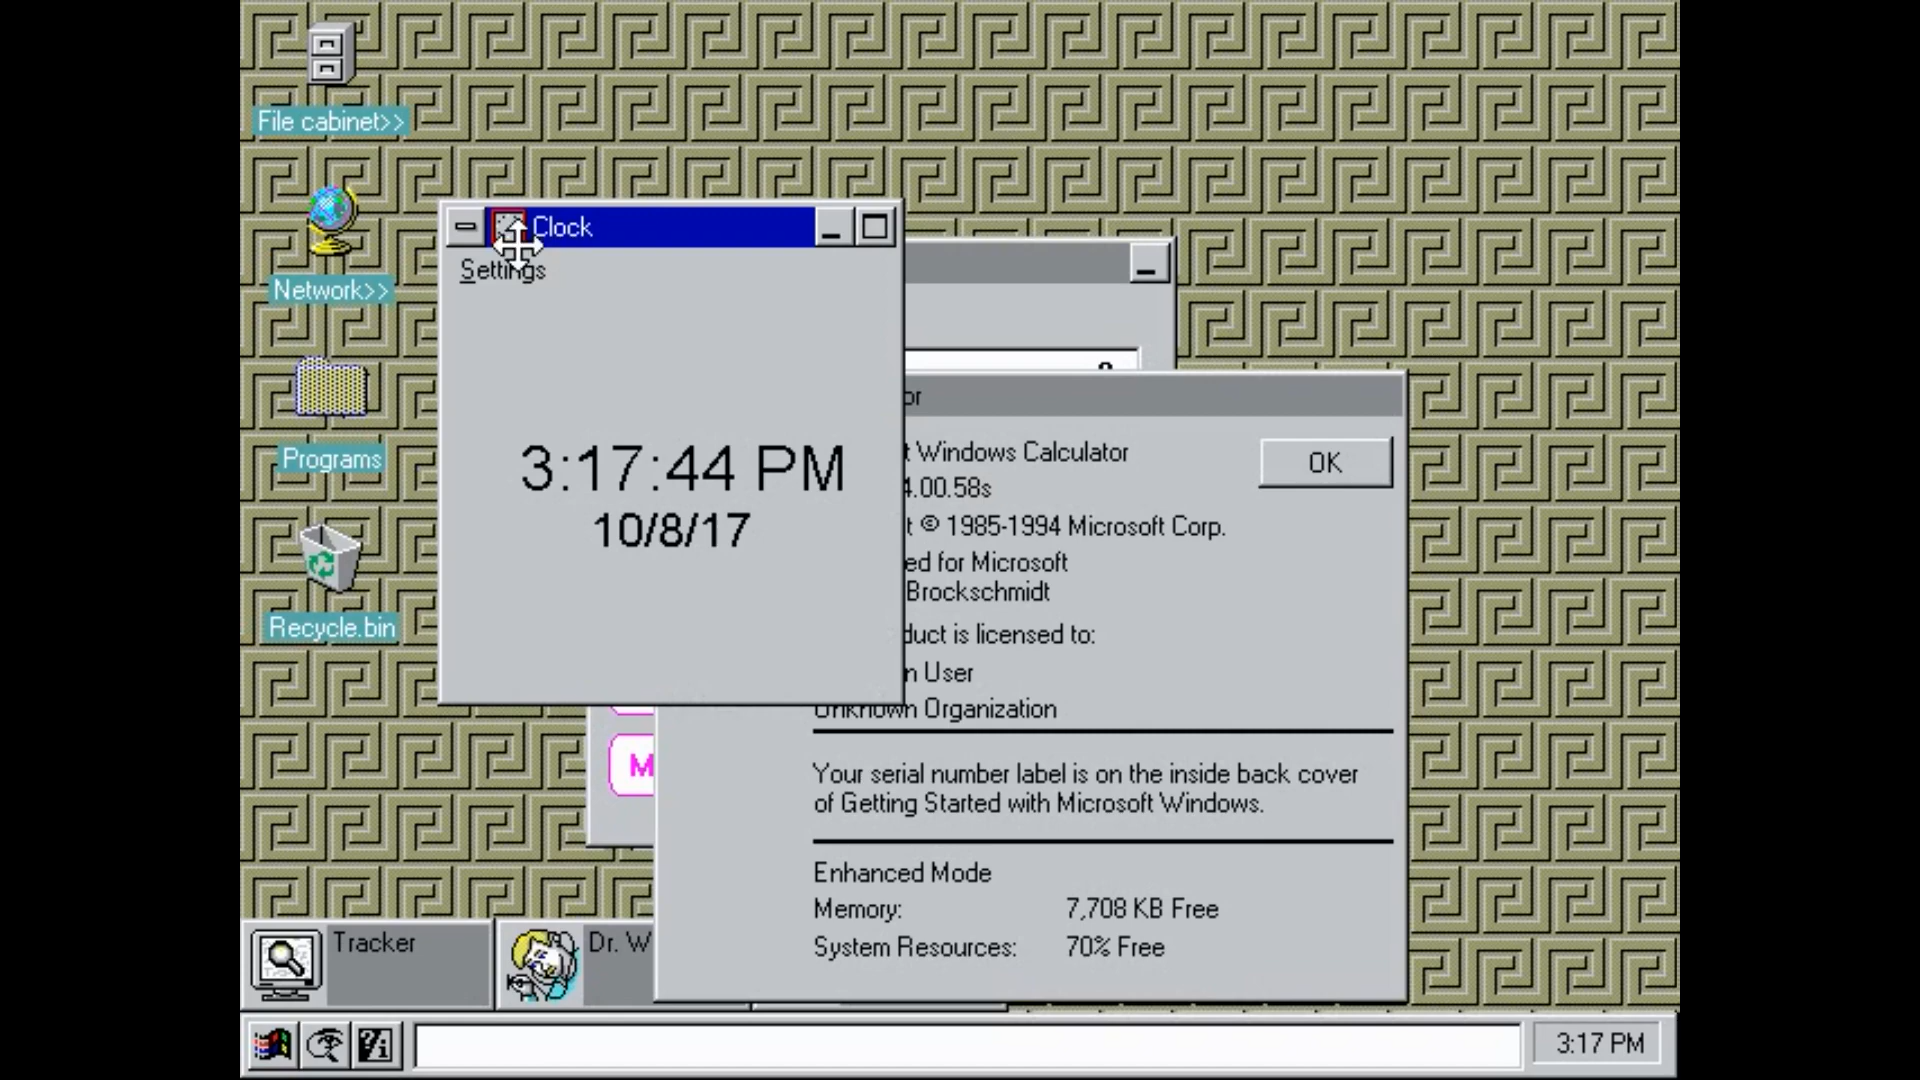 File cabinet>>
Network>>
Programs
Recycle.bin
Clock
Settings
3:17:44 PM
10/8/17
or
t Windows Calculator
4.00.58s
t © 1985-1994 Microsoft Corp.
ed for Microsoft
Brockschmidt
duct is licensed to:
n User
Unknown Organization
OK
Your serial number label is on the inside back cover
of Getting Started with Microsoft Windows.
Enhanced Mode
Memory: 7,708 KB Free
System Resources: 70% Free
M
Tracker
Dr. W
3:17 PM